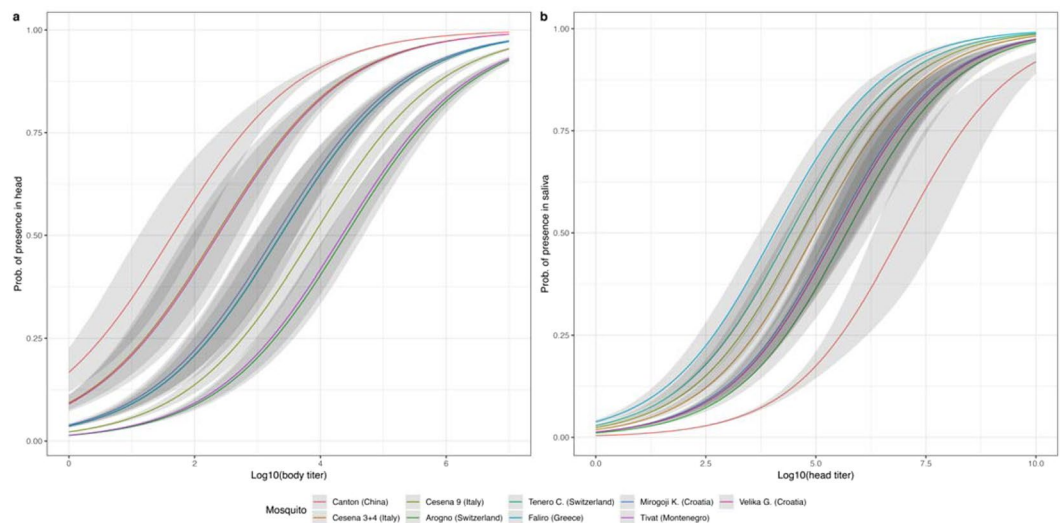 a
b
1.00
0.75
0.50
0.25
0.00
Prob. of presence in head
0
2
4
6
Log10(body titer)
1.00
0.75
0.50
0.25
0.00
Prob. of presence in saliva
0.0
2.5
5.0
7.5
10.0
Log10(head titer)
Mosquito
Canton (China) Cesena 9 (Italy) Tenero C. (Switzerland) Mirogoji K. (Croatia) Velika G. (Croatia)
Cesena 3+4 (Italy) Arogno (Switzerland) Faliro (Greece) Tivat (Montenegro)